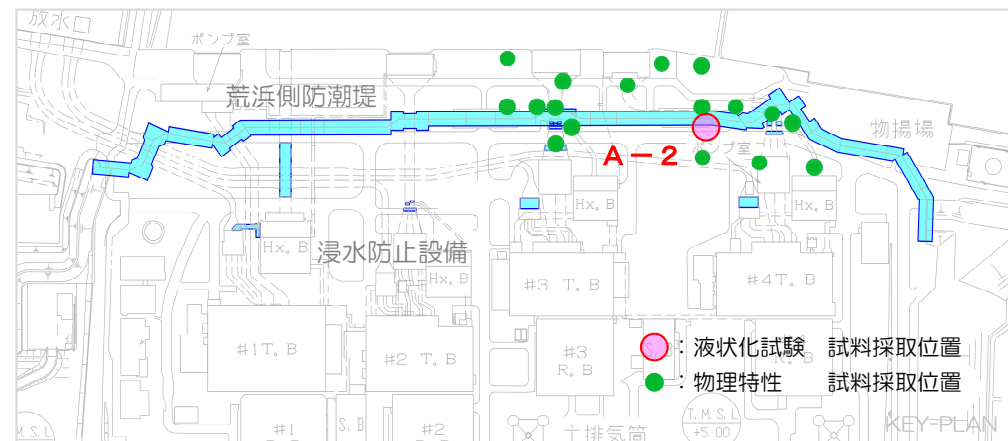 放水口
ポンプ室
荒浜側防潮堤
物揚場
A-2
プ室
Hx。B
Hx。B
Hx。B
浸水防止設備
Hx。B
#3 T。B
#4T。B
#1T。B
#2 T。B
#3
R。B
S。B
R。B
:液状化試験 試料採取位置
:物理特性 試料採取位置
T.M.S.L
+5.00
M.S.L
#1
S.B
#2
主排気筒
KEY=PLAN